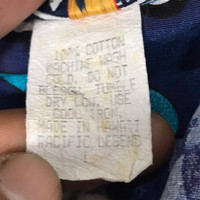 100% COTTON
MACHINE WASH
COLD. DO NOT
BLEACH. TUMBLE
DRY LOW. USE
COOL IRON.
MADE IN HAWAII
PACIFIC LEGEND
L